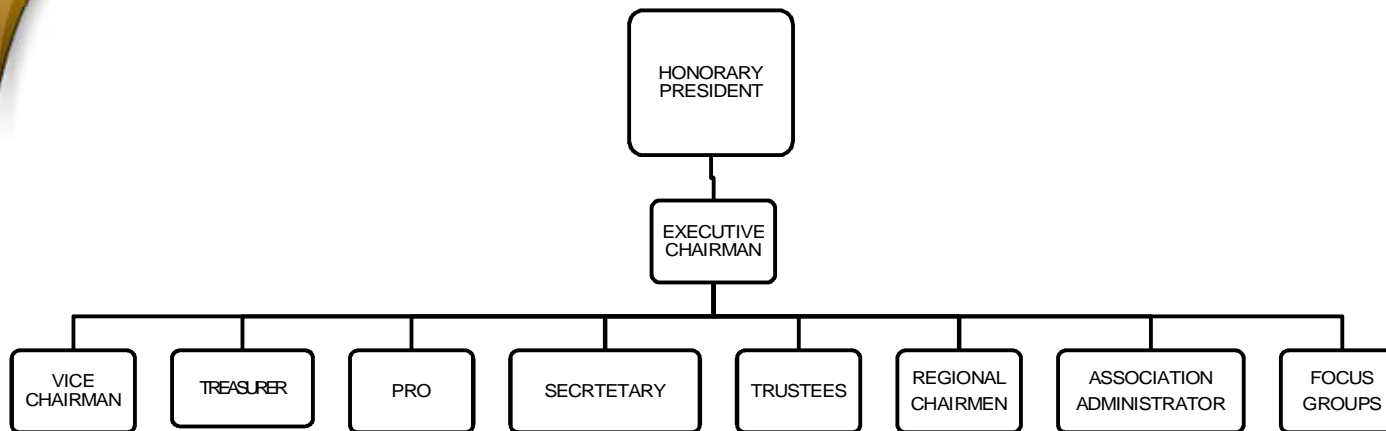 HONORARY
PRESIDENT
EXECUTIVE
CHAIRMAN
VICE
CHAIRMAN
TREASURER
PRO
SECRTETARY
TRUSTEES
REGIONAL
CHAIRMEN
ASSOCIATION
ADMINISTRATOR
FOCUS
GROUPS